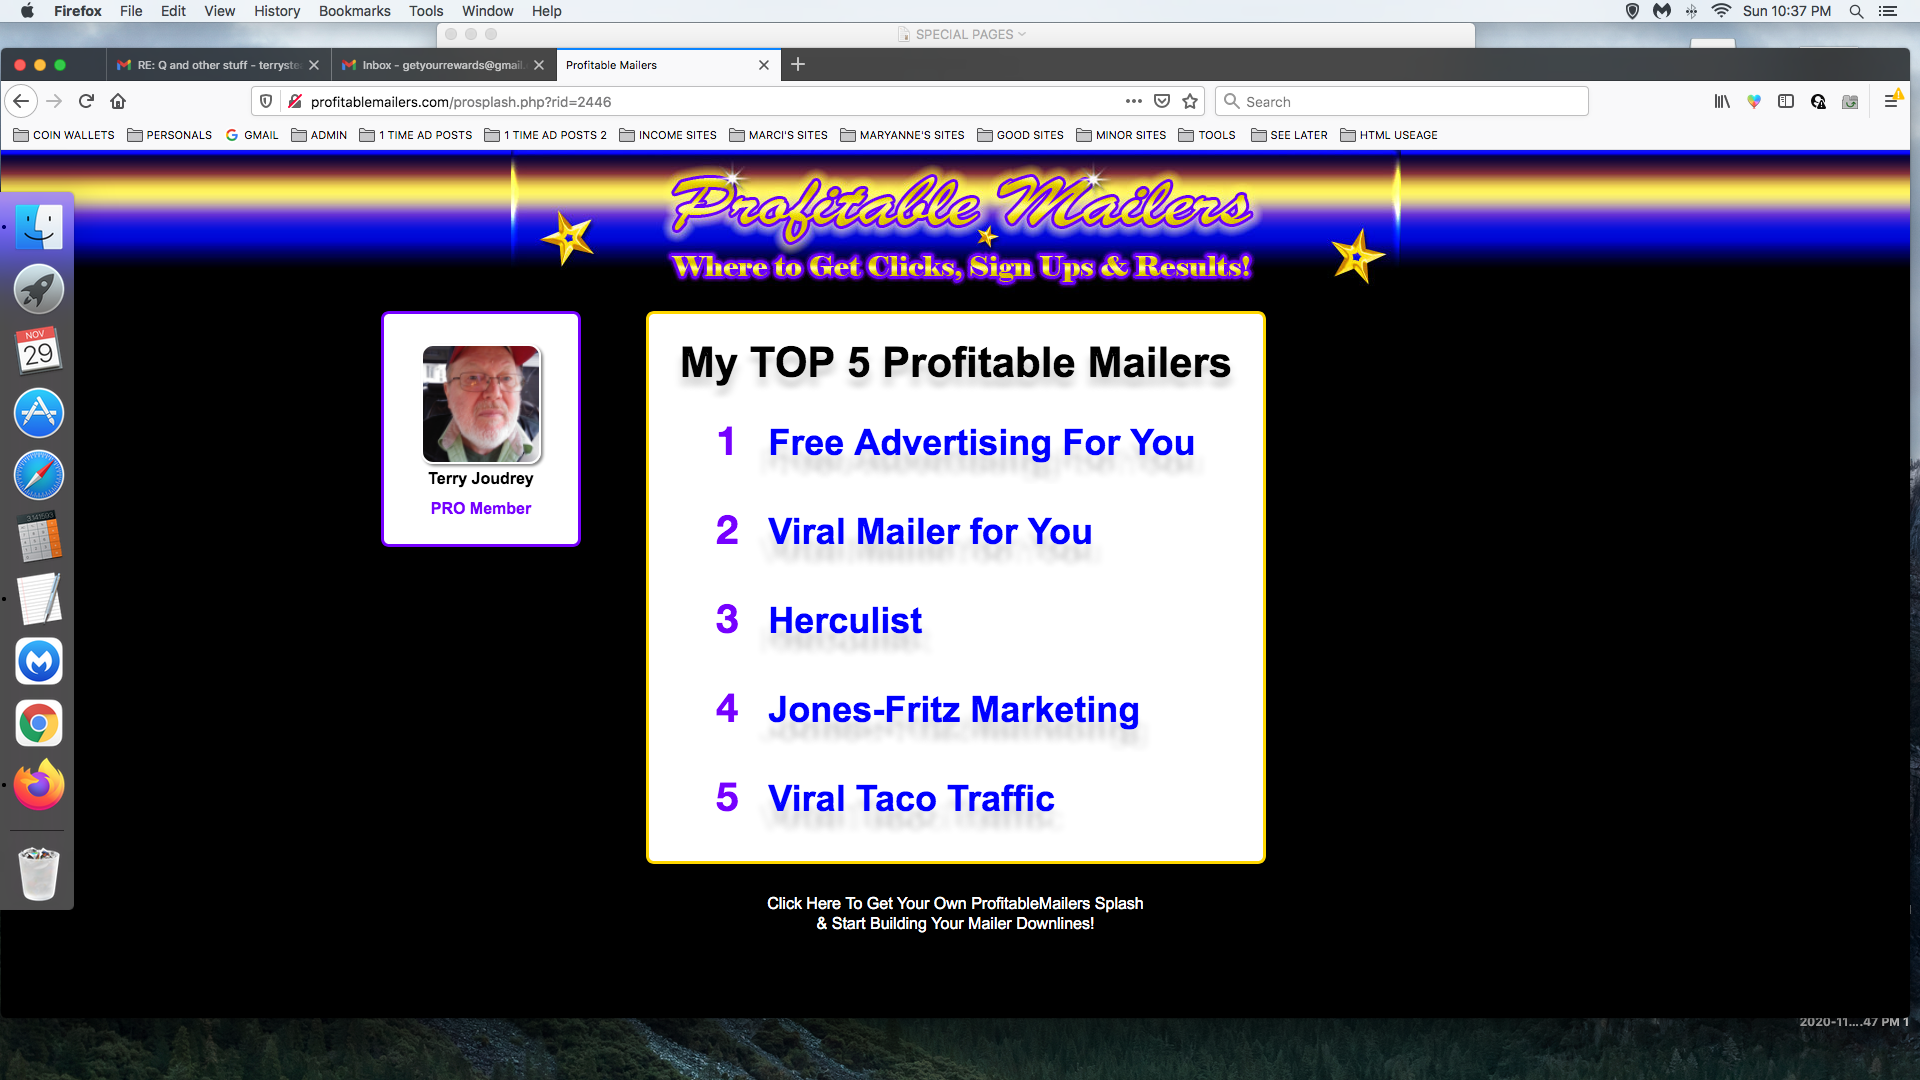 Firefox File Edit View History Bookmarks Tools Window Help
Sun 10:37 PM
SPECIAL PAGES
RE: Q and other stuff - terryste
Inbox - getyourrewards@gmail.
Profitable Mailers
profitablemailers.com/prosplash.php?rid=2446
Search
COIN WALLETS PERSONALS GMAIL ADMIN 1 TIME AD POSTS 1 TIME AD POSTS 2 INCOME SITES MARCI'S SITES MARYANNE'S SITES GOOD SITES MINOR SITES TOOLS SEE LATER HTML USEAGE
Profitable Mailers
Where to Get Clicks, Sign Ups & Results!
NOV
29
Terry Joudrey
PRO Member
My TOP 5 Profitable Mailers
1 Free Advertising For You
2 Viral Mailer for You
3 Herculist
4 Jones-Fritz Marketing
5 Viral Taco Traffic
Click Here To Get Your Own ProfitableMailers Splash
& Start Building Your Mailer Downlines!
2020-11....47 PM 1